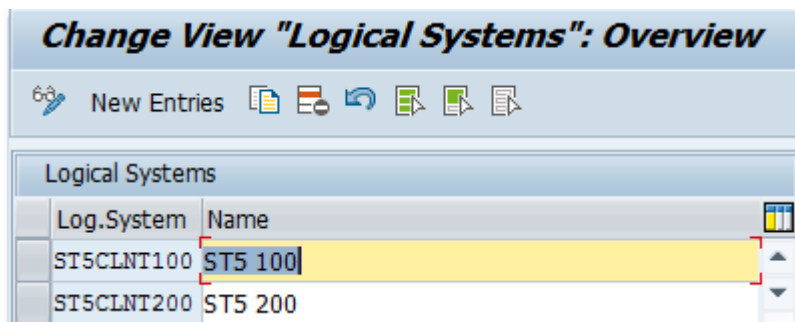 Change View "Logical Systems": Overview
New Entries
Logical Systems
Log.System Name
ST5CLNT100 ST5 100
ST5CLNT200 ST5 200